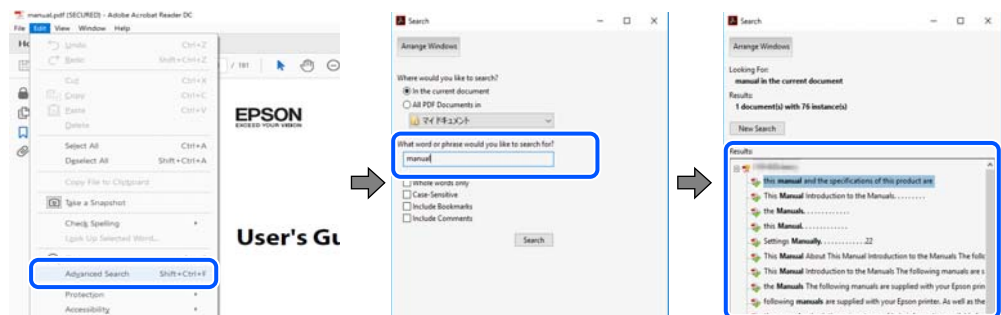 manual.pdf (SECURED) - Adobe Acrobat Reader DC
File Edit View Window Help
Undo Ctrl+Z
Redo Shift+Ctrl+Z
Cut Ctrl+X
Copy Ctrl+C
Paste Ctrl+V
Delete
Select All Ctrl+A
Deselect All Shift+Ctrl+A
Copy File to Clipboard
Take a Snapshot
Check Spelling
Look Up Selected Word...
Advanced Search Shift+Ctrl+F
Protection
Accessibility
/ 181
EPSON
EXCEED YOUR VISION
User's Gu
Search
Arrange Windows
Where would you like to search?
In the current document
All PDF Documents in
マイ ドキュメント
What word or phrase would you like to search for?
manual
Whole words only
Case-Sensitive
Include Bookmarks
Include Comments
Search
Search
Arrange Windows
Looking For:
manual in the current document
Results:
1 document(s) with 76 instance(s)
New Search
Results:
this manual and the specifications of this product are
This Manual Introduction to the Manuals. . . . . . . . .
the Manuals. . . . . . . . . . . . .
this Manual. . . . . . . . . . . . .
Settings Manually. . . . . . . . . . . . .22
This Manual About This Manual Introduction to the Manuals The follo
This Manual Introduction to the Manuals The following manuals are s
the Manuals The following manuals are supplied with your Epson prin
following manuals are supplied with your Epson printer. As well as the